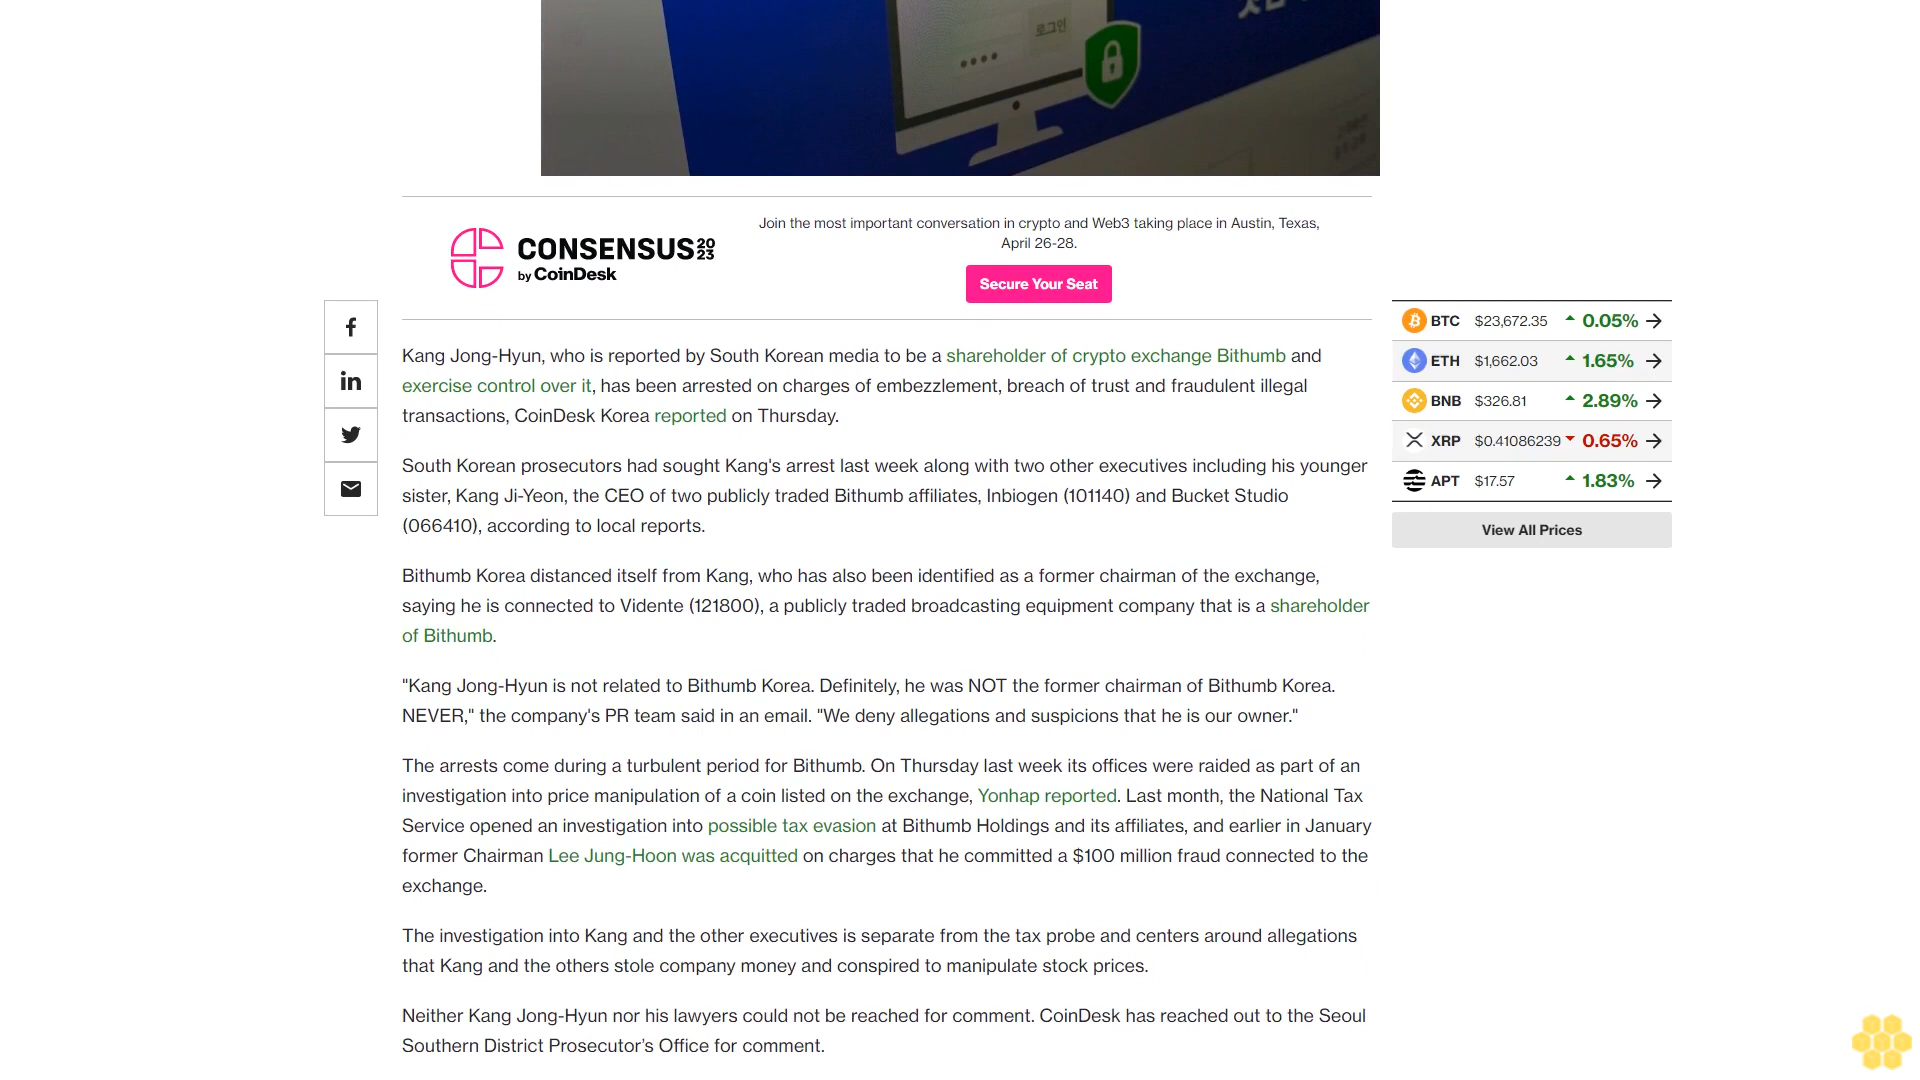 로그인
CONSENSUS 20 23
by CoinDesk
Join the most important conversation in crypto and Web3 taking place in Austin, Texas,
April 26-28.
Secure Your Seat
Kang Jong-Hyun, who is reported by South Korean media to be a shareholder of crypto exchange Bithumb and
exercise control over it, has been arrested on charges of embezzlement, breach of trust and fraudulent illegal
transactions, CoinDesk Korea reported on Thursday.
South Korean prosecutors had sought Kang's arrest last week along with two other executives including his younger
sister, Kang Ji-Yeon, the CEO of two publicly traded Bithumb affiliates, Inbiogen (101140) and Bucket Studio
(066410), according to local reports.
Bithumb Korea distanced itself from Kang, who has also been identified as a former chairman of the exchange,
saying he is connected to Vidente (121800), a publicly traded broadcasting equipment company that is a shareholder
of Bithumb.
"Kang Jong-Hyun is not related to Bithumb Korea. Definitely, he was NOT the former chairman of Bithumb Korea.
NEVER," the company's PR team said in an email. "We deny allegations and suspicions that he is our owner."
The arrests come during a turbulent period for Bithumb. On Thursday last week its offices were raided as part of an
investigation into price manipulation of a coin listed on the exchange, Yonhap reported. Last month, the National Tax
Service opened an investigation into possible tax evasion at Bithumb Holdings and its affiliates, and earlier in January
former Chairman Lee Jung-Hoon was acquitted on charges that he committed a $100 million fraud connected to the
exchange.
The investigation into Kang and the other executives is separate from the tax probe and centers around allegations
that Kang and the others stole company money and conspired to manipulate stock prices.
Neither Kang Jong-Hyun nor his lawyers could not be reached for comment. CoinDesk has reached out to the Seoul
Southern District Prosecutor's Office for comment.
BTC $23,672.35 0.05%
ETH $1,662.03 1.65%
BNB $326.81 2.89%
XRP $0.41086239 0.65%
APT $17.57 1.83%
View All Prices